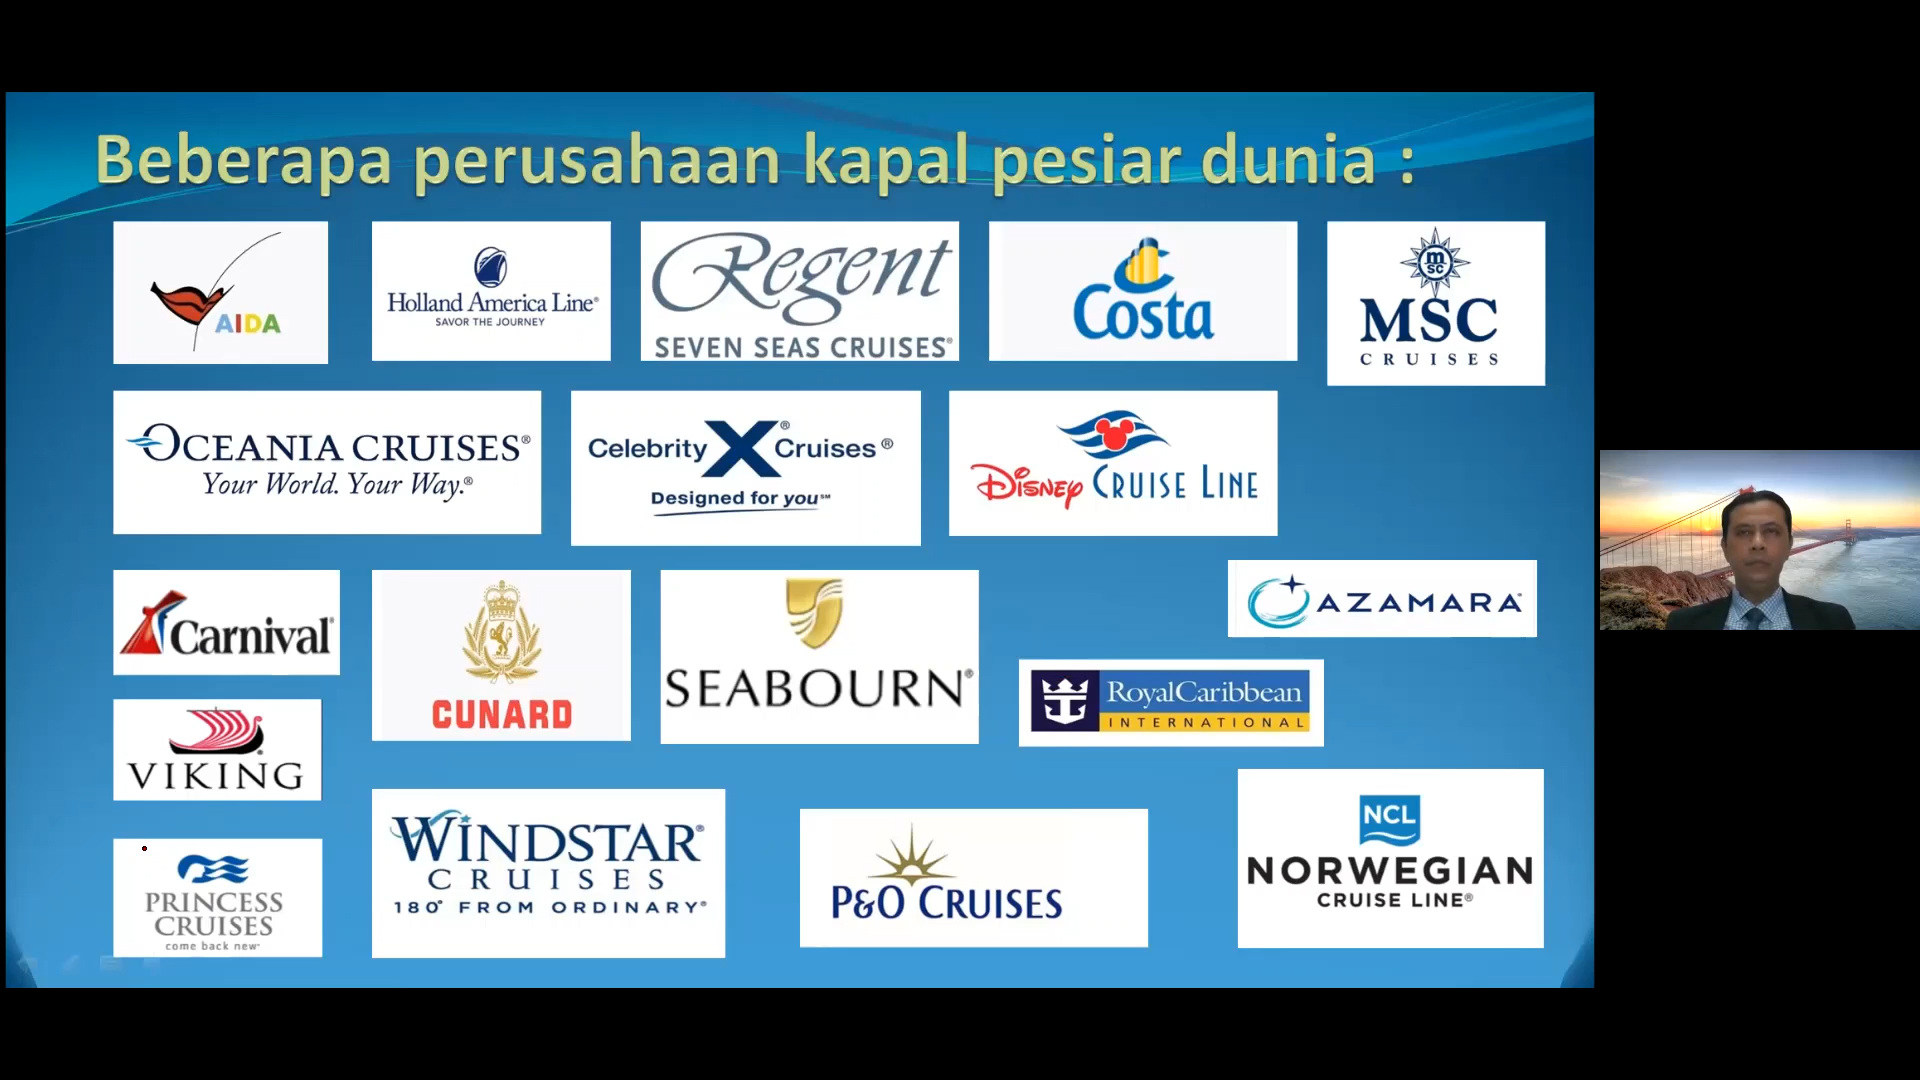 Beberapa perusahaan kapal pesiar dunia :
AIDA
Holland America Line®
SAVOR THE JOURNEY
Regent
SEVEN SEAS CRUISES®
Costa
m
SC
MSC
CRUISES
OCEANIA CRUISES®
Your World. Your Way.®
Celebrity X® Cruises®
Designed for you℠
Disney Cruise Line
Carnival®
CUNARD
SEABOURN®
AZAMARA®
RoyalCaribbean
INTERNATIONAL
VIKING®
WINDSTAR®
CRUISES
180° FROM ORDINARY®
P&O CRUISES
NCL
NORWEGIAN
CRUISE LINE®
PRINCESS
CRUISES
come back new